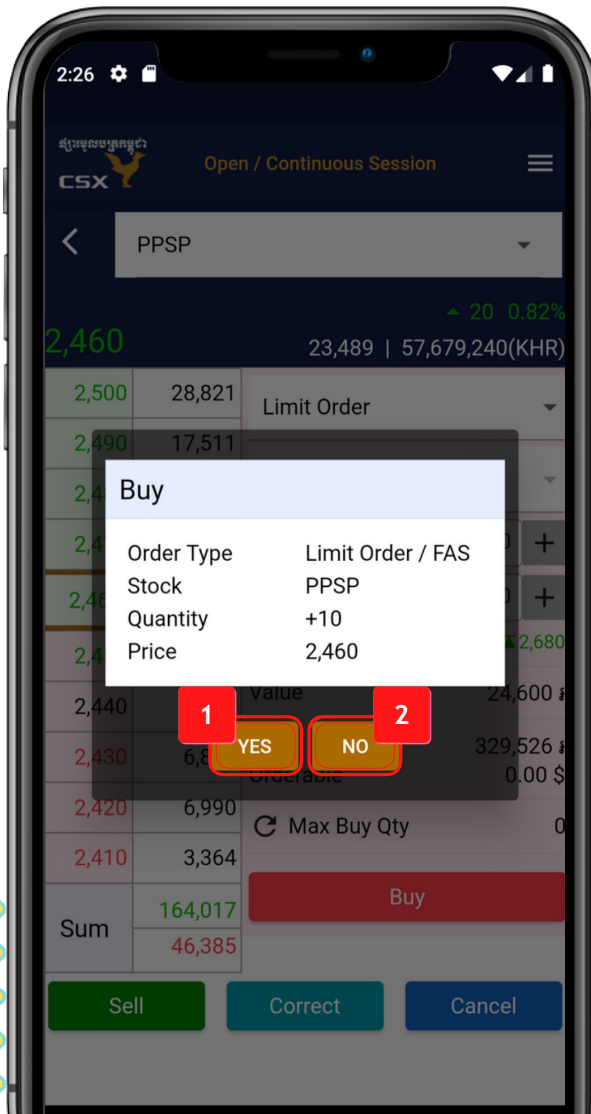 2:26
ផ្សារមូលបត្រកម្ពុជា
CSX
Open / Continuous Session
PPSP
20 0.82%
2,460
23,489 | 57,679,240(KHR)
2,500 28,821 Limit Order
2,490 17,511
Buy
Order Type Limit Order / FAS
Stock PPSP
Quantity +10
Price 2,460
2,680
Value 24,600 ៛
2,440
1 2
YES NO
2,430 329,526 ៛
Orderable 0.00 $
2,420 6,990
Max Buy Qty 0
2,410 3,364
Buy
Sum 164,017
46,385
Sell Correct Cancel